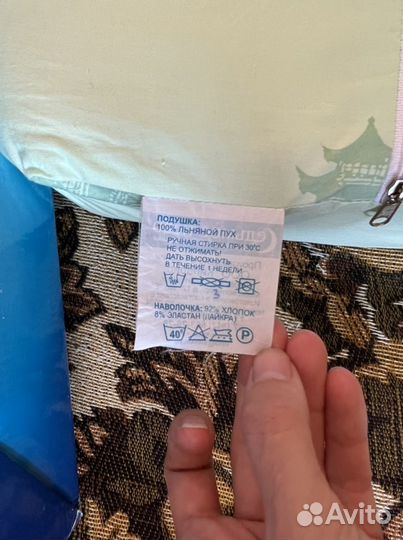 ПОДУШКА:
100% ЛЬНЯНОЙ ПУХ
РУЧНАЯ СТИРКА ПРИ 30°С
НЕ ОТЖИМАТЬ!
ДАТЬ ВЫСОХНУТЬ
В ТЕЧЕНИЕ 1 НЕДЕЛИ
НАВОЛОЧКА: 92% ХЛОПОК
8% ЭЛАСТАН (ЛАЙКРА)
40° P
Avito